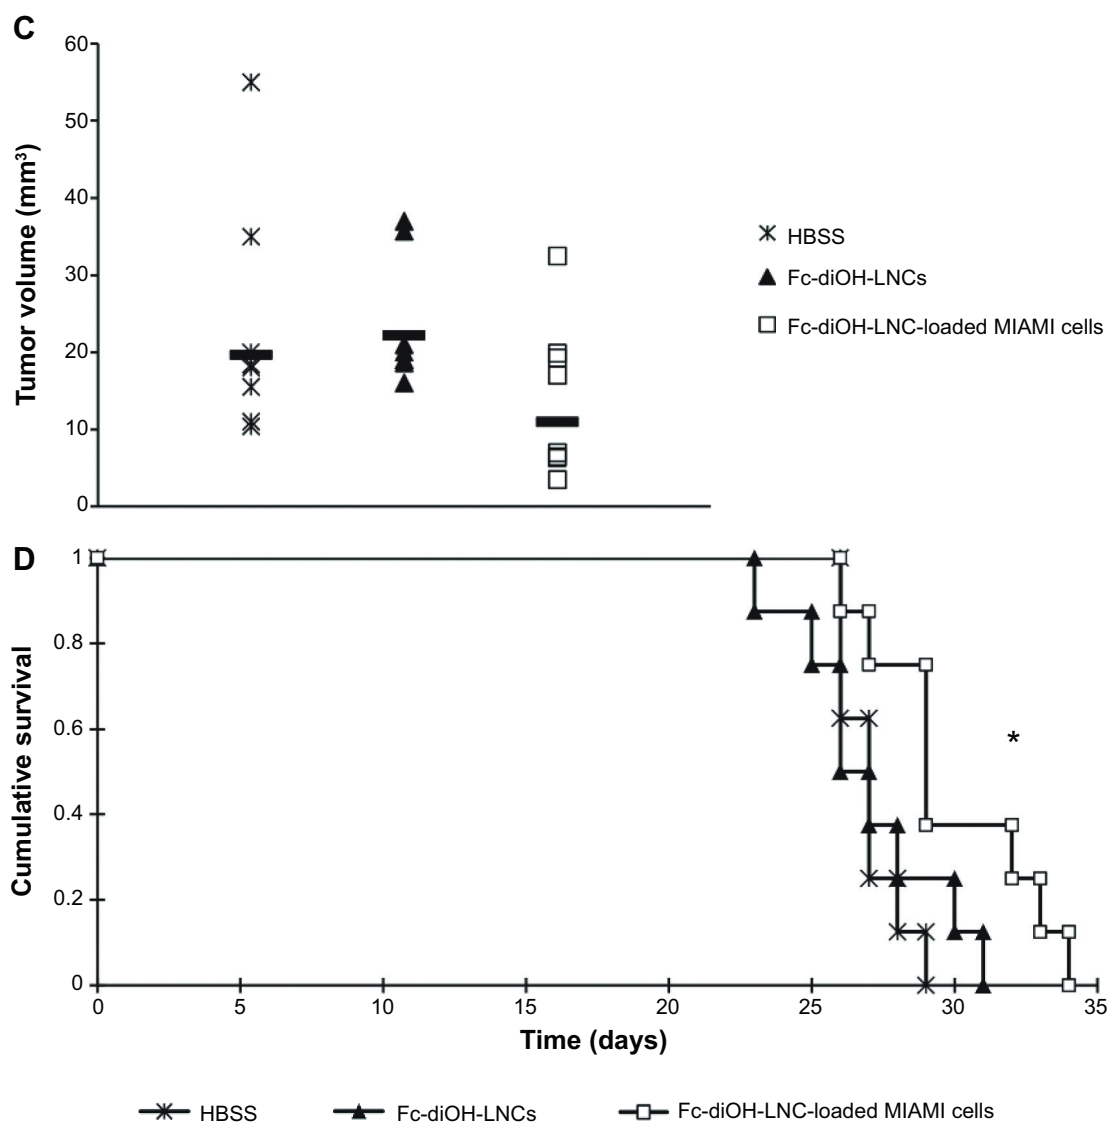 C
Tumor volume (mm³)
60
50
40
30
20
10
0
HBSS
Fc-diOH-LNCs
Fc-diOH-LNC-loaded MIAMI cells
D
Cumulative survival
1
0.8
0.6
0.4
0.2
0
*
0 5 10 15 20 25 30 35
Time (days)
HBSS Fc-diOH-LNCs Fc-diOH-LNC-loaded MIAMI cells